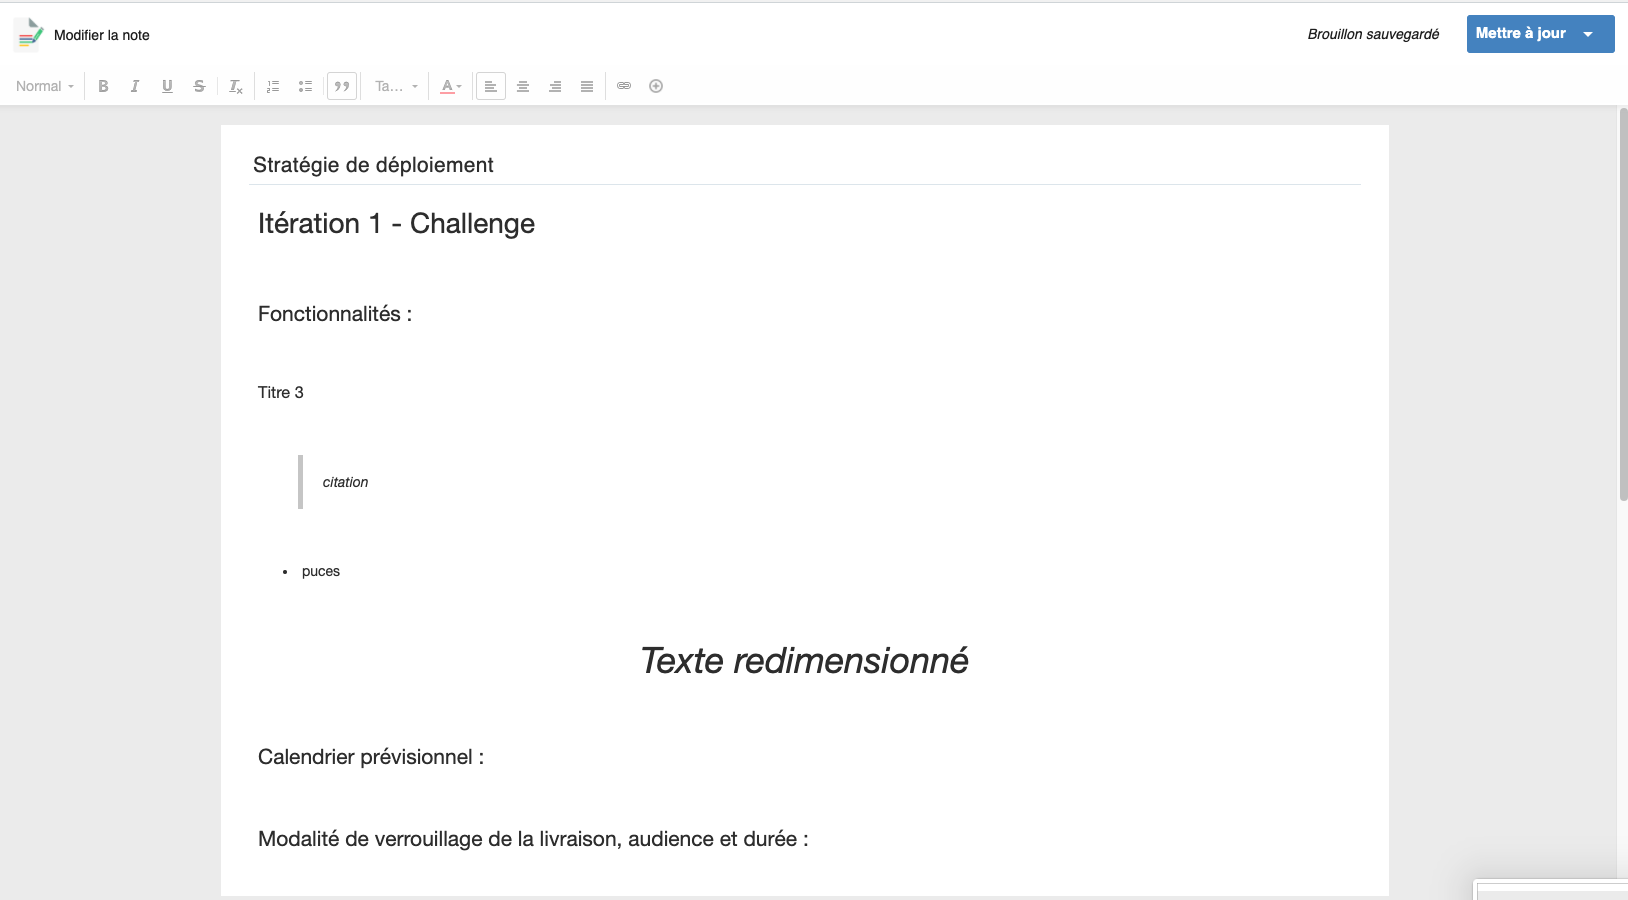 Modifier la note
Brouillon sauvegardé
Mettre à jour
Normal B I U S Ix Ta... A
Stratégie de déploiement
Itération 1 - Challenge
Fonctionnalités :
Titre 3
citation
• puces
Texte redimensionné
Calendrier prévisionnel :
Modalité de verrouillage de la livraison, audience et durée :